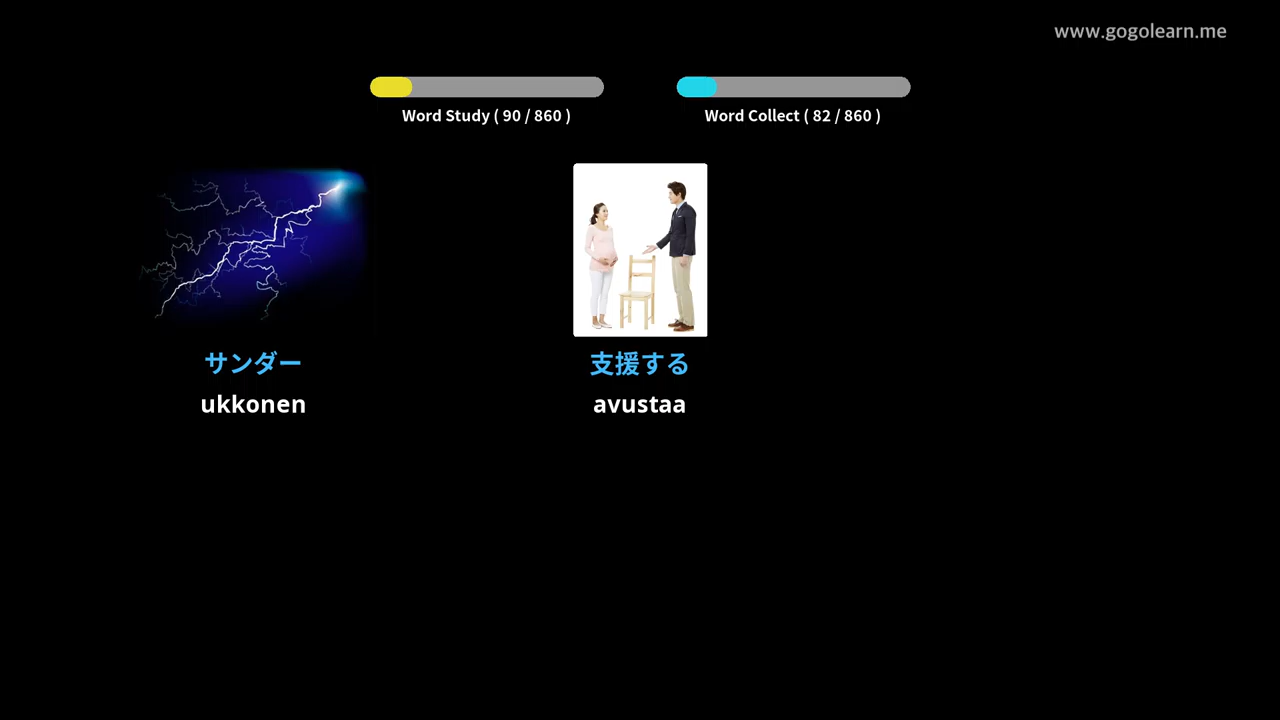 www.gogolearn.me
Word Study ( 90 / 860 )
Word Collect ( 82 / 860 )
サンダー
ukkonen
支援する
avustaa